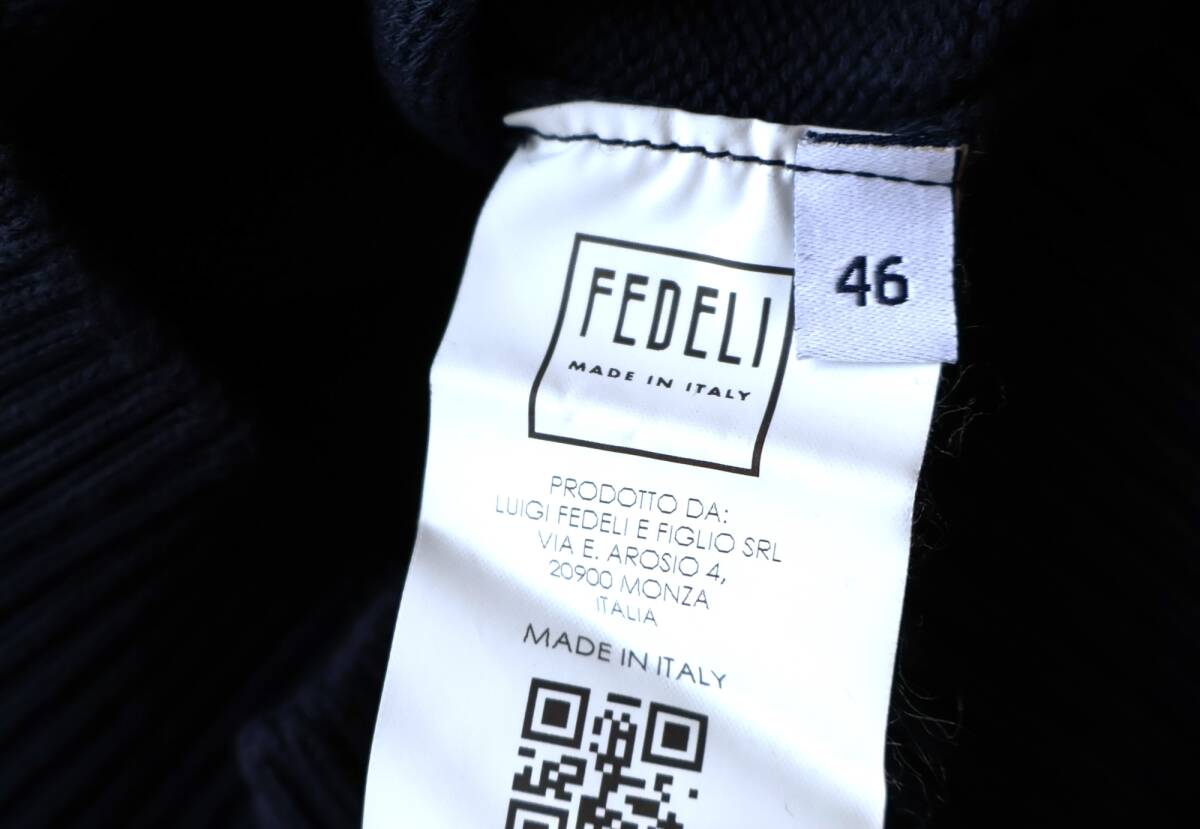 FEDELI
MADE IN ITALY
46
PRODOTTO DA:
LUIGI FEDELI E FIGLIO SRL
VIA E. AROSIO 4,
20900 MONZA
ITALIA
MADE IN ITALY